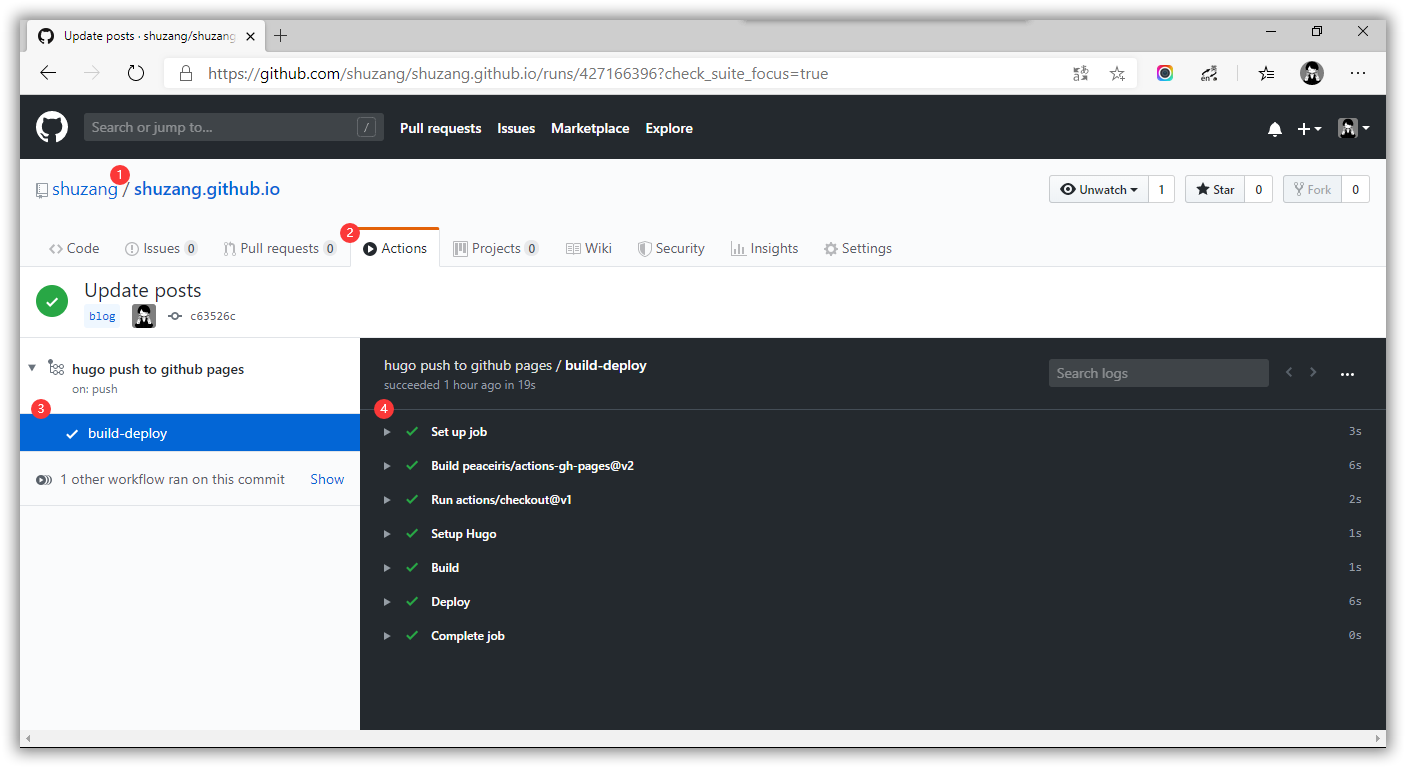 Update posts · shuzang/shuzang
https://github.com/shuzang/shuzang.github.io/runs/427166396?check_suite_focus=true
Search or jump to... / Pull requests Issues Marketplace Explore
1
shuzang / shuzang.github.io Unwatch 1 Star 0 Fork 0
2
Code Issues 0 Pull requests 0 Actions Projects 0 Wiki Security Insights Settings
Update posts
blog c63526c
hugo push to github pages
on: push
3
build-deploy
1 other workflow ran on this commit Show
hugo push to github pages / build-deploy
succeeded 1 hour ago in 19s
Search logs
4
Set up job 3s
Build peaceiris/actions-gh-pages@v2 6s
Run actions/checkout@v1 2s
Setup Hugo 1s
Build 1s
Deploy 6s
Complete job 0s